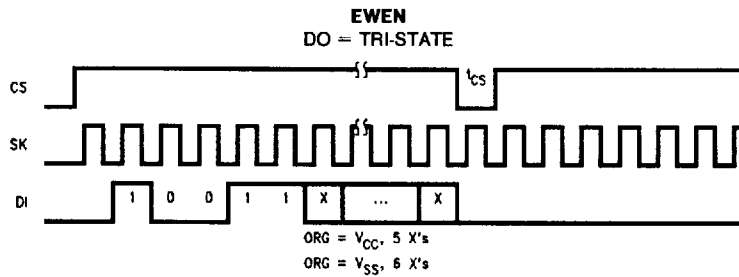 EWEN
DO = TRI-STATE
CS
tCS
SK
DI
1 0 0 1 1 X ... X
ORG = VCC, 5 X's
ORG = VSS, 6 X's